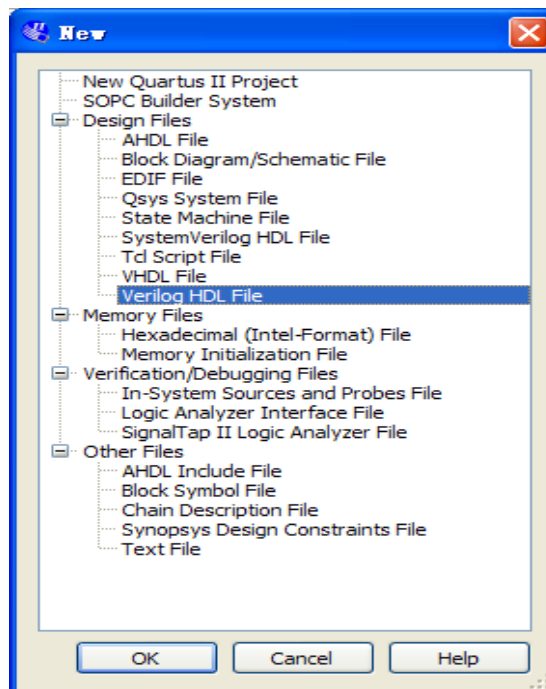 New
New Quartus II Project
SOPC Builder System
Design Files
AHDL File
Block Diagram/Schematic File
EDIF File
Qsys System File
State Machine File
SystemVerilog HDL File
Tcl Script File
VHDL File
Verilog HDL File
Memory Files
Hexadecimal (Intel-Format) File
Memory Initialization File
Verification/Debugging Files
In-System Sources and Probes File
Logic Analyzer Interface File
SignalTap II Logic Analyzer File
Other Files
AHDL Include File
Block Symbol File
Chain Description File
Synopsys Design Constraints File
Text File
OK Cancel Help